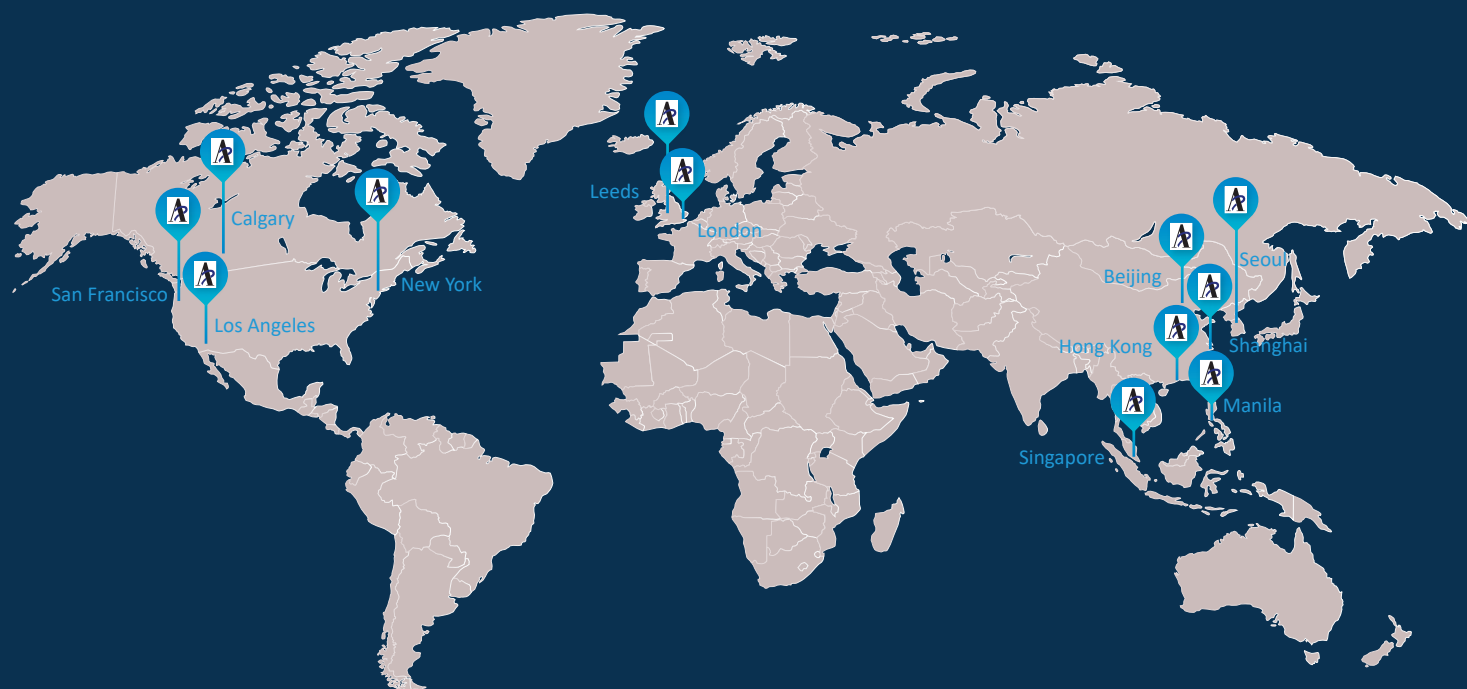 Leeds
Calgary
London
San Francisco
New York
Los Angeles
Seoul
Beijing
Hong Kong
Shanghai
Manila
Singapore